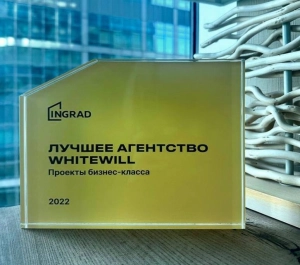 INGRAD
ЛУЧШЕЕ АГЕНТСТВО
WHITEWILL
Проекты бизнес-класса
2022